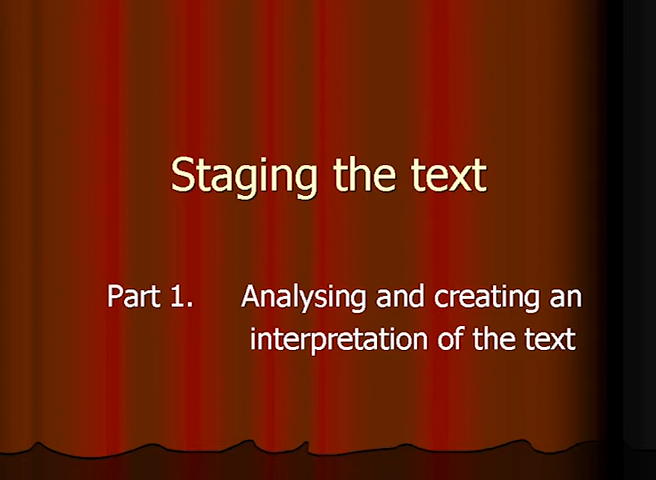 Staging the text
Part 1. Analysing and creating an
interpretation of the text